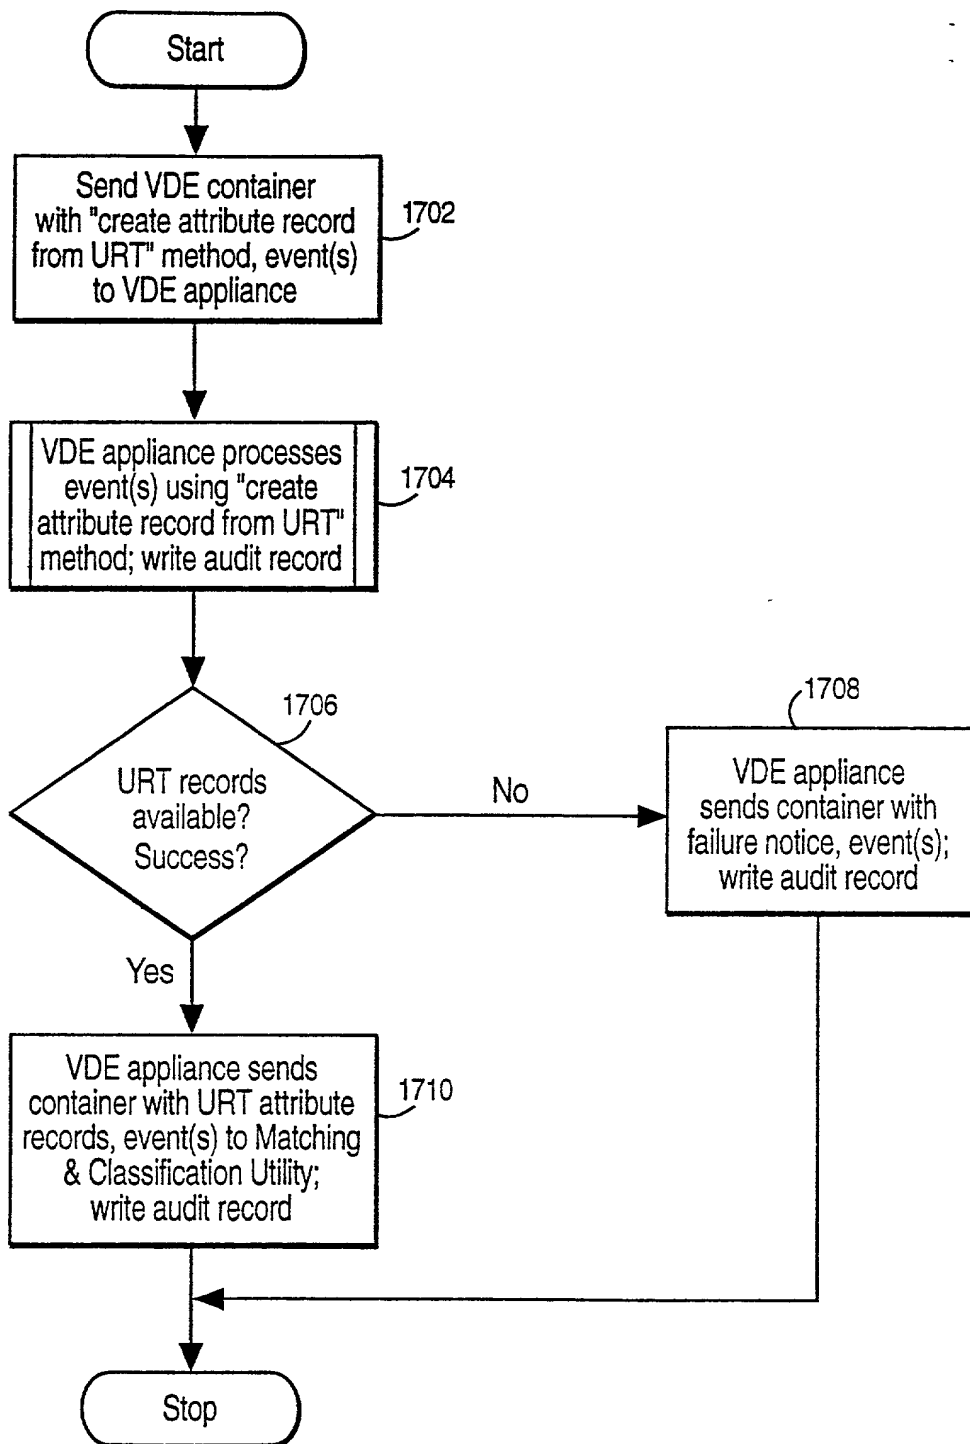 Start
Send VDE container
with "create attribute record
from URT" method, event(s)
to VDE appliance
1702
VDE appliance processes
event(s) using "create
attribute record from URT"
method; write audit record
1704
1706
URT records
available?
Success?
No
1708
VDE appliance
sends container with
failure notice, event(s);
write audit record
Yes
VDE appliance sends
container with URT attribute
records, event(s) to Matching
& Classification Utility;
write audit record
1710
Stop